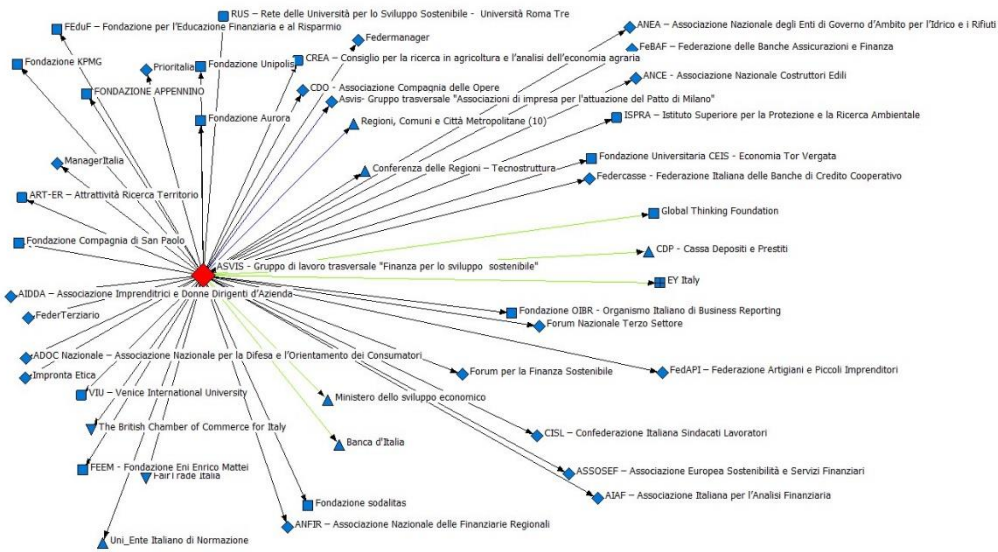 RUS – Rete delle Università per lo Sviluppo Sostenibile - Università Roma Tre
FEduF – Fondazione per l'Educazione Finanziaria e al Risparmio
ANEA – Associazione Nazionale degli Enti di Governo d'Ambito per l'Idrico e i Rifiuti
Federmanager
FeBAF – Federazione delle Banche Assicurazioni e Finanza
Fondazione KPMG
Prioritalia
Fondazione Unipolis
CREA – Consiglio per la ricerca in agricoltura e l'analisi dell'economia agraria
ANCE – Associazione Nazionale Costruttori Edili
FONDAZIONE APPENNINO
CDO – Associazione Compagnia delle Opere
Asvis- Gruppo trasversale "Associazioni di impresa per l'attuazione del Patto di Milano"
Fondazione Aurora
Regioni, Comuni e Città Metropolitane (10)
ISPRA – Istituto Superiore per la Protezione e la Ricerca Ambientale
ManagerItalia
Conferenza delle Regioni – Tecnostruttura
Fondazione Universitaria CEIS - Economia Tor Vergata
Federcasse - Federazione Italiana delle Banche di Credito Cooperativo
ART-ER – Attrattività Ricerca Territorio
Global Thinking Foundation
Fondazione Compagnia di San Paolo
CDP - Cassa Depositi e Prestiti
ASVIS - Gruppo di lavoro trasversale "Finanza per lo sviluppo sostenibile"
EY Italy
AIDDA – Associazione Imprenditrici e Donne Dirigenti d'Azienda
FederTerziario
Fondazione OIBR - Organismo Italiano di Business Reporting
Forum Nazionale Terzo Settore
ADOC Nazionale – Associazione Nazionale per la Difesa e l'Orientamento dei Consumatori
Impronta Etica
Forum per la Finanza Sostenibile
FedAPI – Federazione Artigiani e Piccoli Imprenditori
VIU – Venice International University
Ministero dello sviluppo economico
The British Chamber of Commerce for Italy
Banca d'Italia
CISL – Confederazione Italiana Sindacati Lavoratori
FEEM - Fondazione Eni Enrico Mattei
FairTrade Italia
ASSOSEF – Associazione Europea Sostenibilità e Servizi Finanziari
AIAF – Associazione Italiana per l'Analisi Finanziaria
Fondazione sodalitas
ANFIR – Associazione Nazionale delle Finanziarie Regionali
Uni_Ente Italiano di Normazione